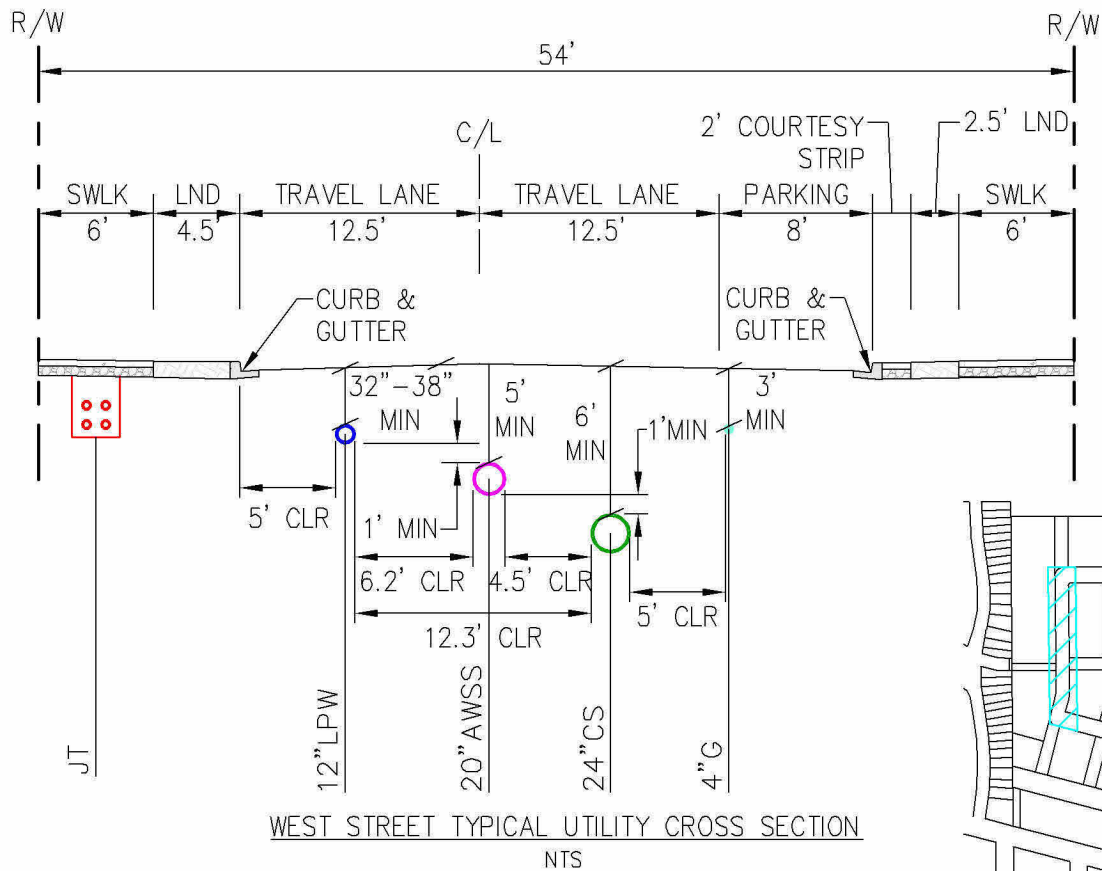 R/W
R/W
54'
C/L
2' COURTESY
STRIP
2.5' LND
SWLK
LND
TRAVEL LANE
TRAVEL LANE
PARKING
SWLK
6'
4.5'
12.5'
12.5'
8'
6'
CURB &
GUTTER
CURB &
GUTTER
32"-38"
MIN
5'
MIN
6'
MIN
1'MIN
3'
MIN
5' CLR
1' MIN
6.2' CLR
4.5' CLR
5' CLR
12.3' CLR
JT
12"LPW
20"AWSS
24"CS
4"G
WEST STREET TYPICAL UTILITY CROSS SECTION
NTS